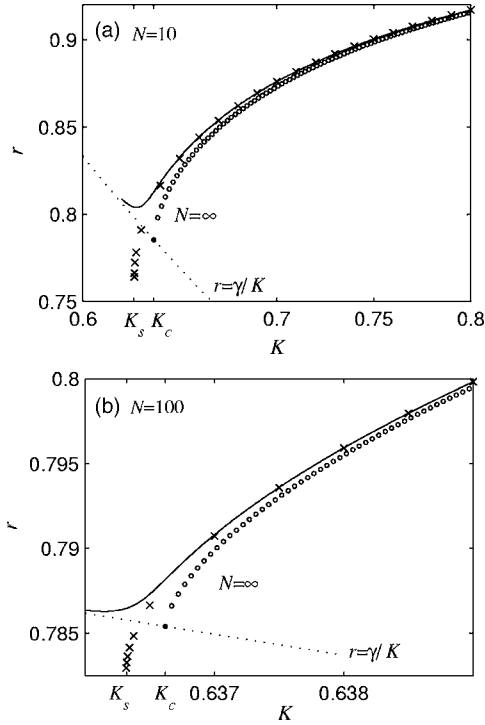 (a) N=10
0.9
0.85
r
0.8
N=∞
r=γ/K
0.75
0.6 K_s K_c 0.7 0.75 0.8
K
0.8
(b) N=100
0.795
r
0.79
N=∞
0.785
r=γ/K
K_s K_c 0.637 0.638
K